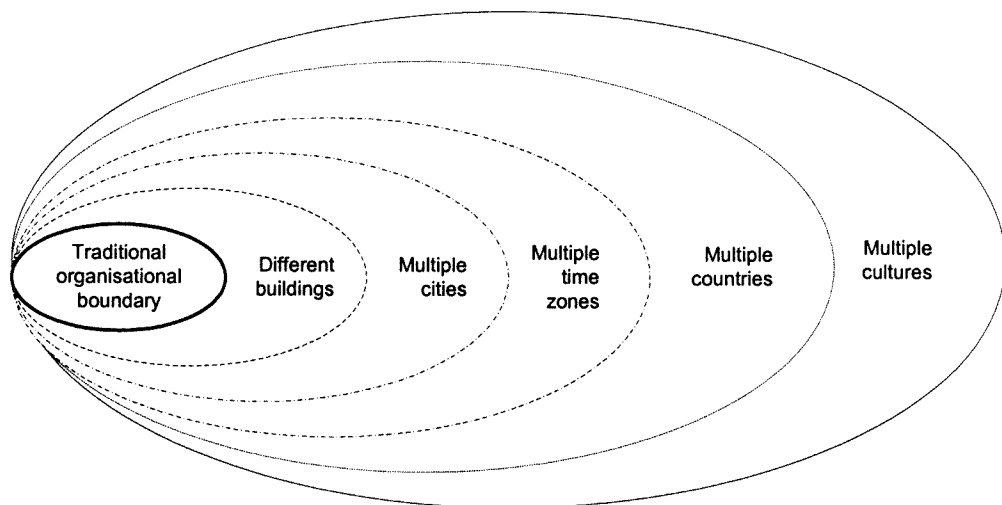 Traditional
organisational
boundary
Different
buildings
Multiple
cities
Multiple
time
zones
Multiple
countries
Multiple
cultures